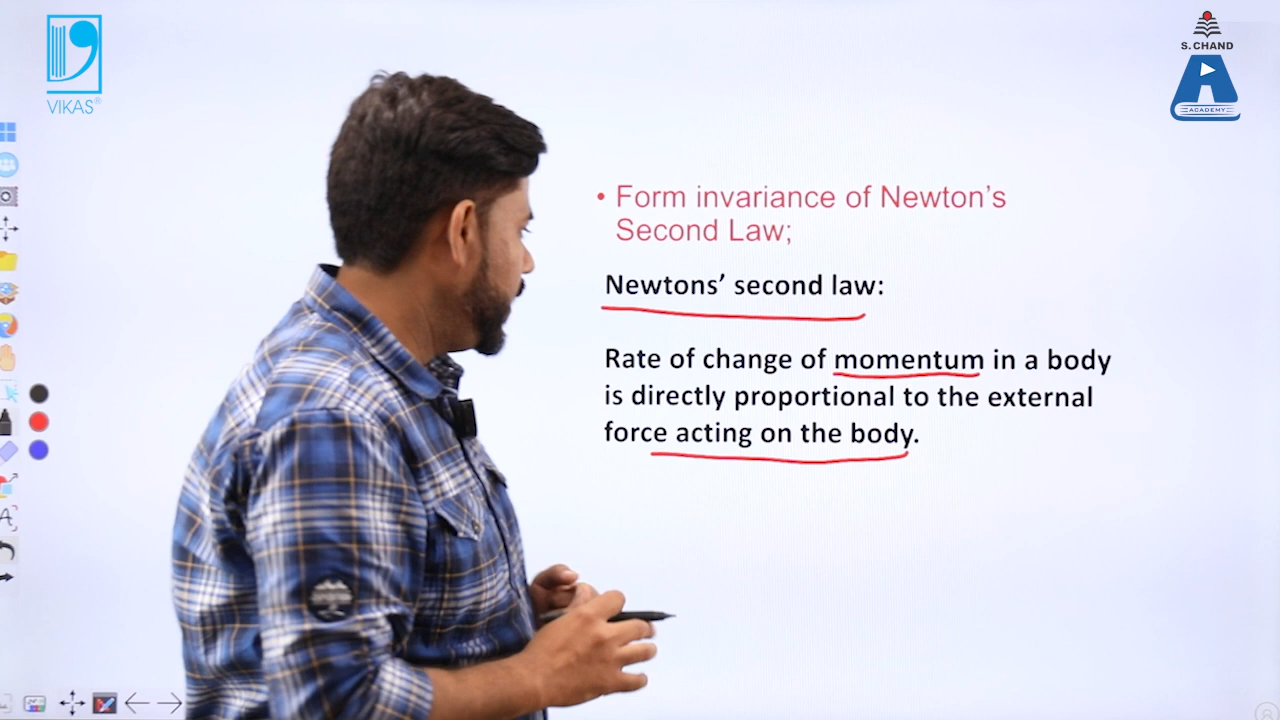 VIKAS®
S. CHAND
ACADEMY
• Form invariance of Newton's
Second Law;
Newtons' second law:
Rate of change of momentum in a body
is directly proportional to the external
force acting on the body.